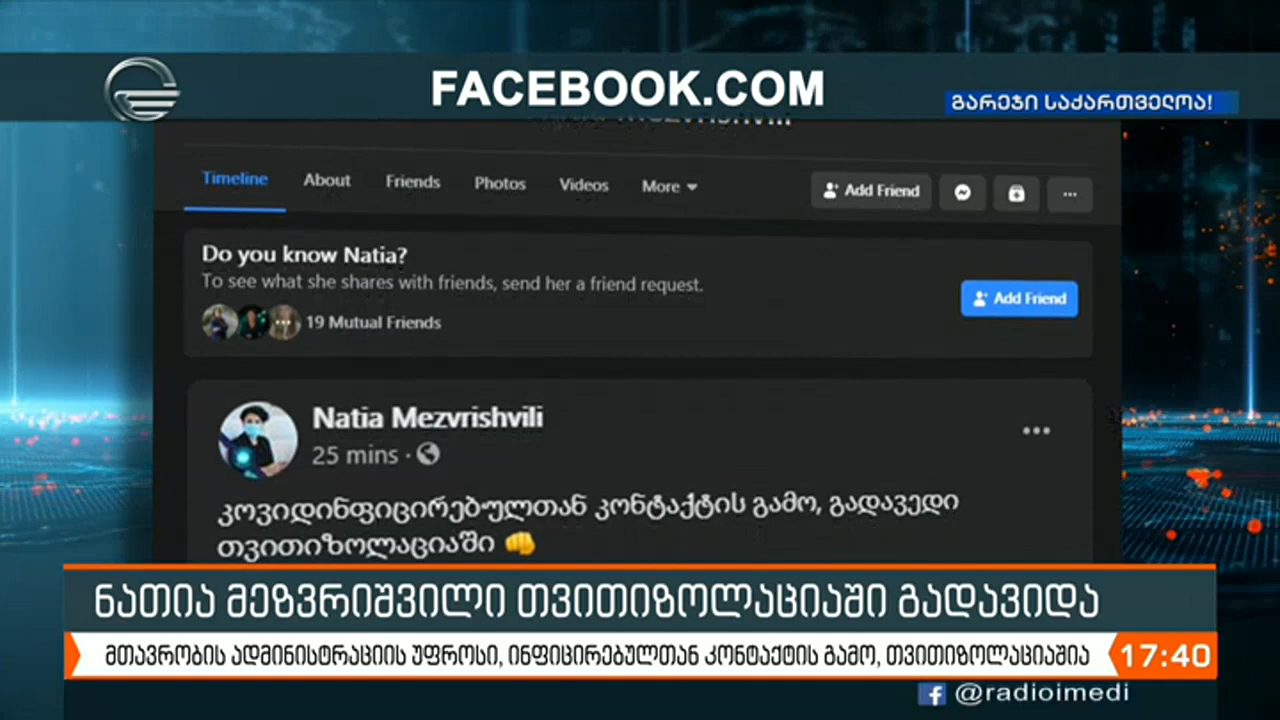 FACEBOOK.COM
გარეჯი საქართველოა!
Timeline
About
Friends
Photos
Videos
More
Add Friend
Do you know Natia?
To see what she shares with friends, send her a friend request.
Add Friend
19 Mutual Friends
Natia Mezvrishvili
25 mins ·
კოვიდინფიცირებულთან კონტაქტის გამო, გადავედი
თვითიზოლაციაში 👊
ნათია მეზვრიშვილი თვითიზოლაციაში გადავიდა
მთავრობის ადმინისტრაციის უფროსი, ინფიცირებულთან კონტაქტის გამო, თვითიზოლაციაშია
17:40
@radioimedi